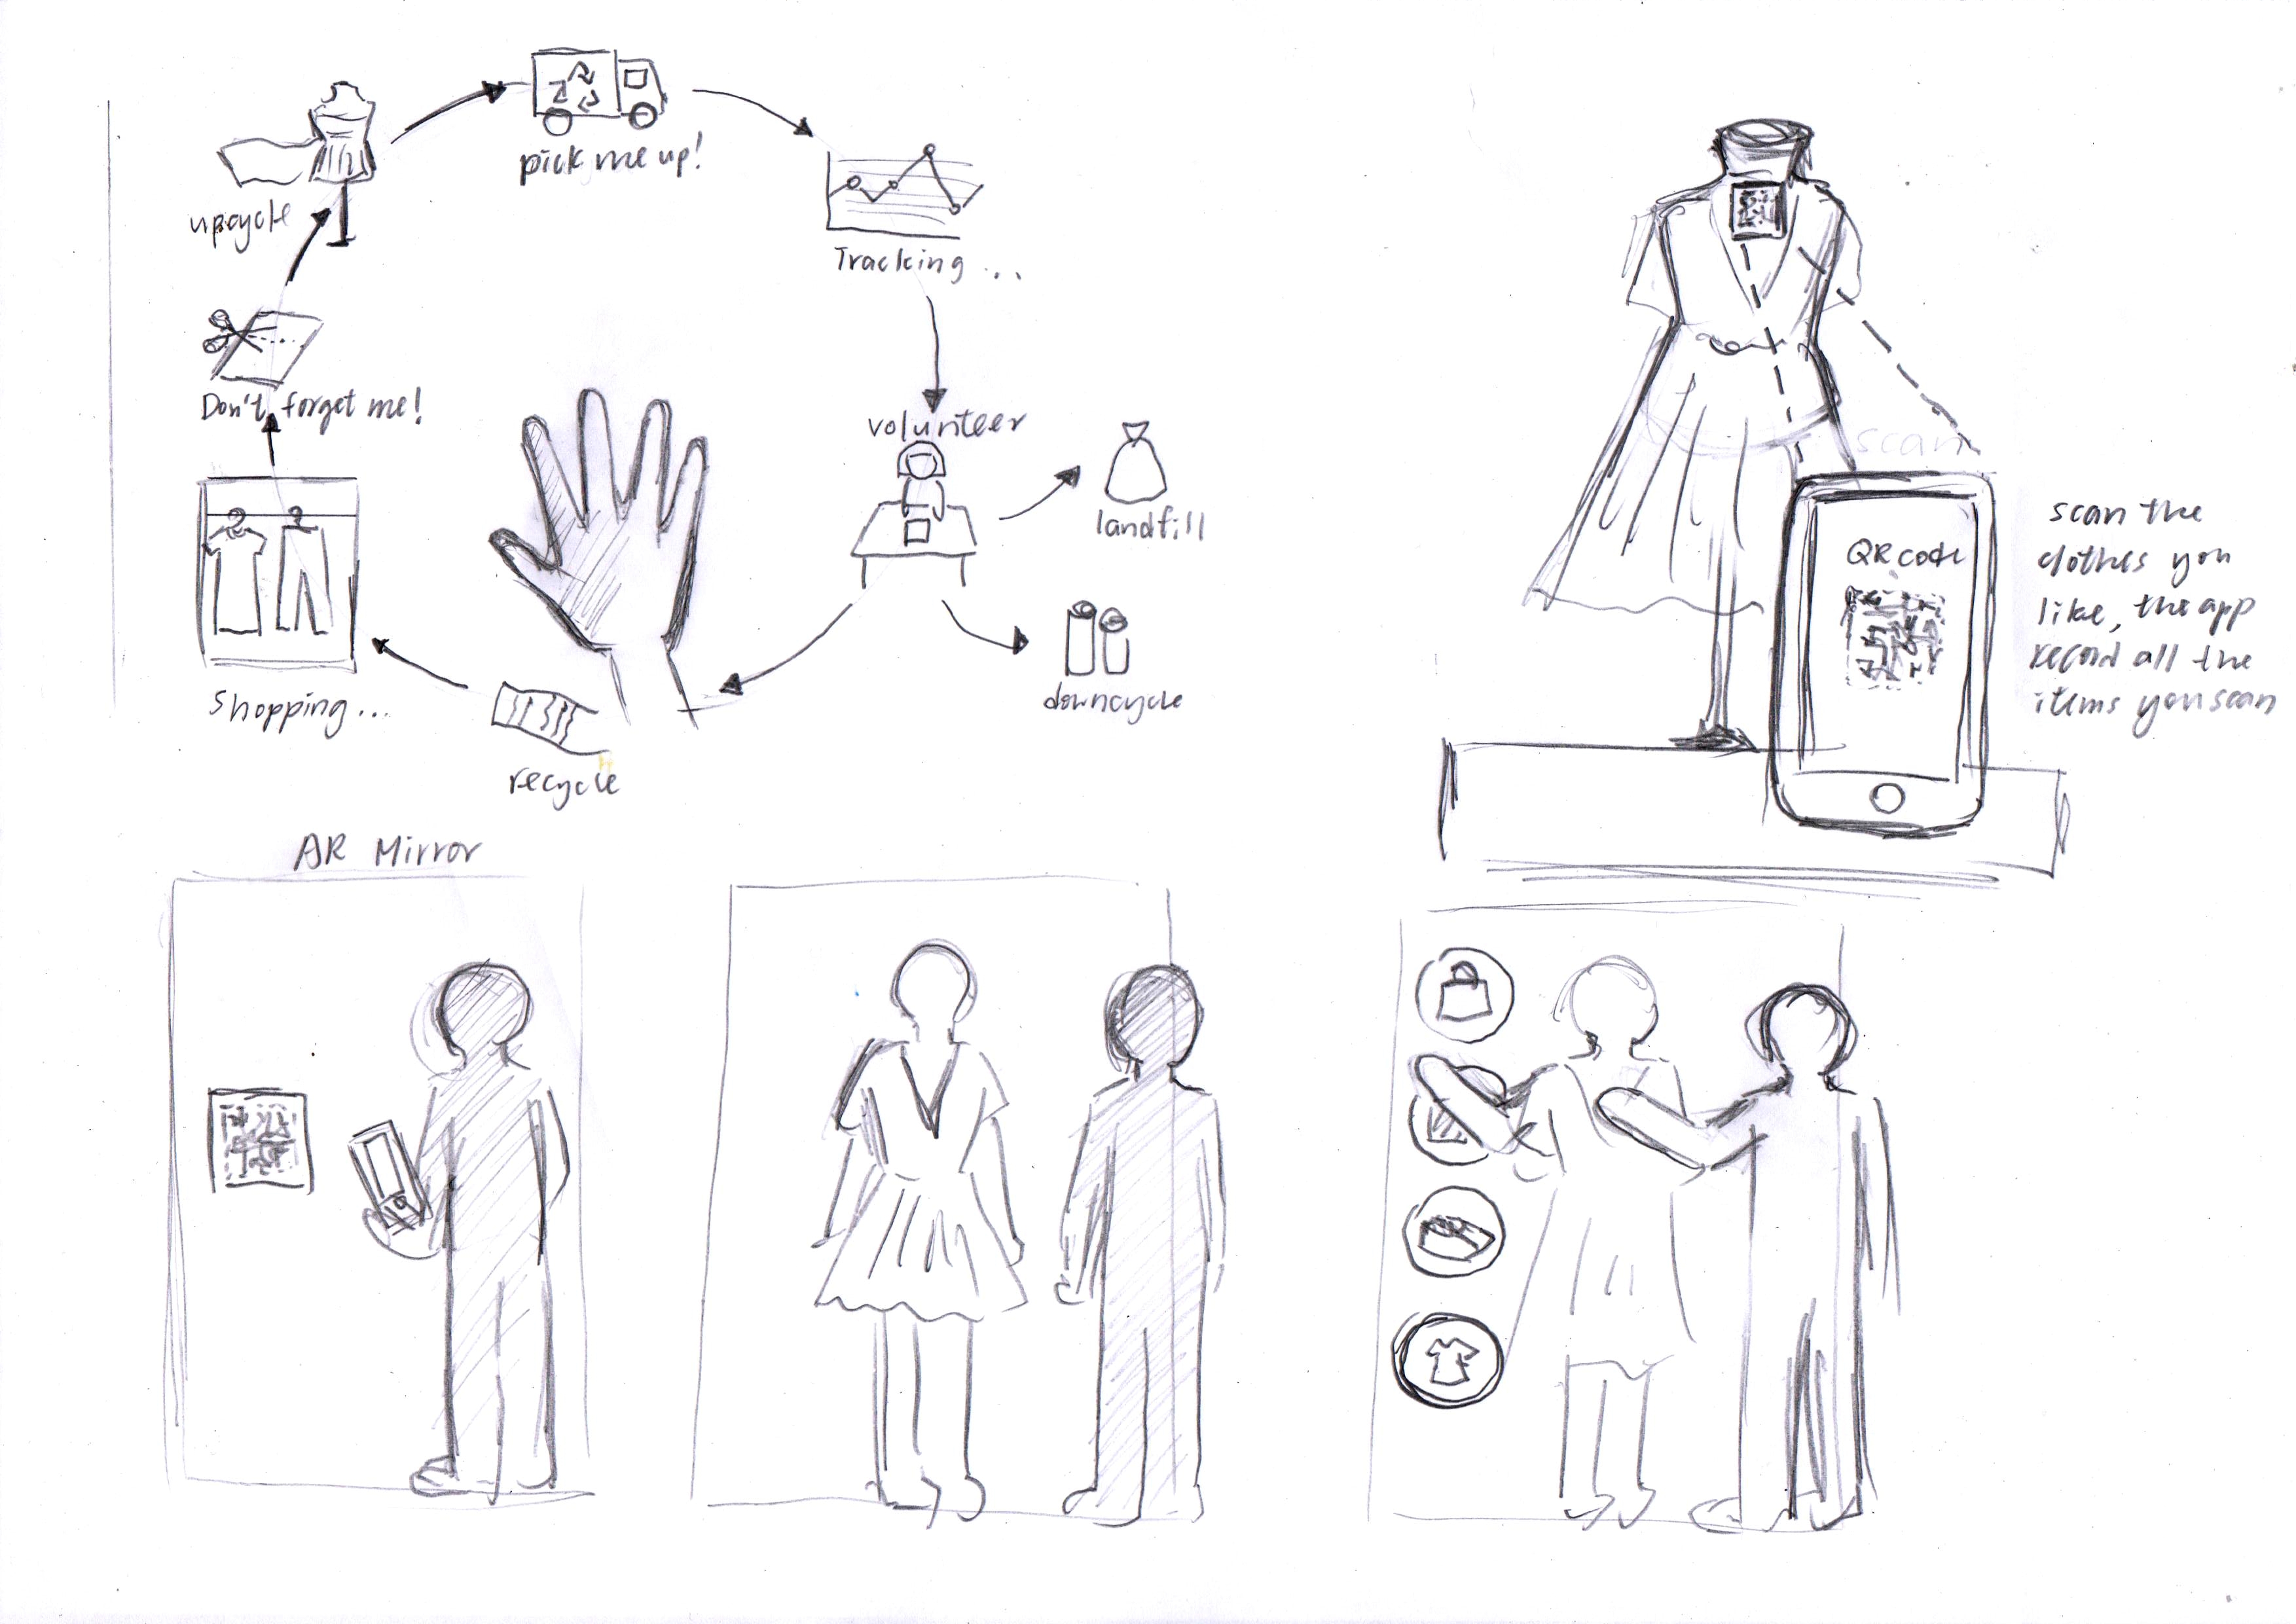 pick me up!
upcycle
Tracking ...
Don't forget me!
volunteer
landfill
shopping ...
downcycle
recycle
scan
QR code
scan the
clothes you
like, the app
record all the
items you scan
AR Mirror